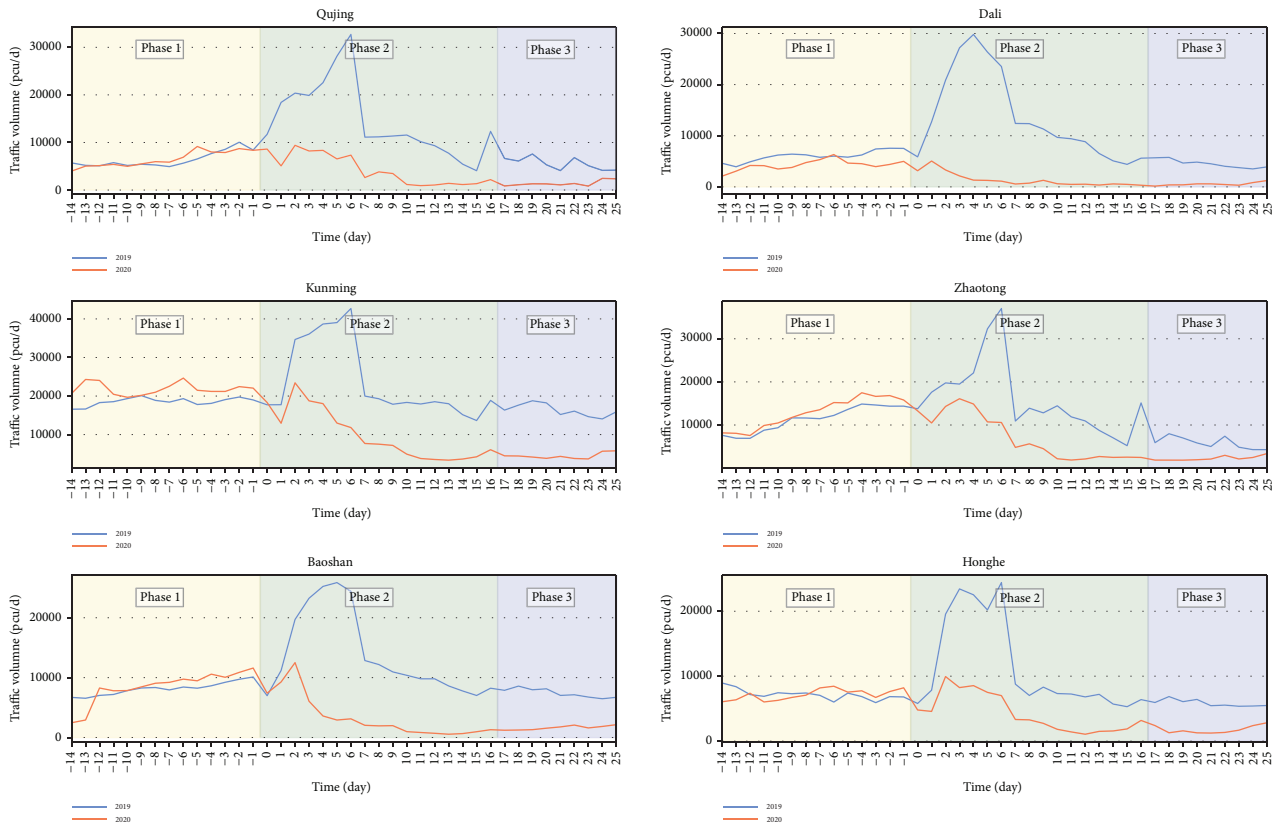 Qujing
Traffic volumne (pcu/d)
30000
20000
10000
0
Phase 1
Phase 2
Phase 3
−14 −13 −12 −11 −10 −9 −8 −7 −6 −5 −4 −3 −2 −1 0 1 2 3 4 5 6 7 8 9 10 11 12 13 14 15 16 17 18 19 20 21 22 23 24 25
Time (day)
2019
2020
Dali
Traffic volumne (pcu/d)
30000
20000
10000
0
Phase 1
Phase 2
Phase 3
−14 −13 −12 −11 −10 −9 −8 −7 −6 −5 −4 −3 −2 −1 0 1 2 3 4 5 6 7 8 9 10 11 12 13 14 15 16 17 18 19 20 21 22 23 24 25
Time (day)
2019
2020
Kunming
Traffic volumne (pcu/d)
40000
30000
20000
10000
Phase 1
Phase 2
Phase 3
−14 −13 −12 −11 −10 −9 −8 −7 −6 −5 −4 −3 −2 −1 0 1 2 3 4 5 6 7 8 9 10 11 12 13 14 15 16 17 18 19 20 21 22 23 24 25
Time (day)
2019
2020
Zhaotong
Traffic volumne (pcu/d)
30000
20000
10000
Phase 1
Phase 2
Phase 3
−14 −13 −12 −11 −10 −9 −8 −7 −6 −5 −4 −3 −2 −1 0 1 2 3 4 5 6 7 8 9 10 11 12 13 14 15 16 17 18 19 20 21 22 23 24 25
Time (day)
2019
2020
Baoshan
Traffic volumne (pcu/d)
20000
10000
0
Phase 1
Phase 2
Phase 3
−14 −13 −12 −11 −10 −9 −8 −7 −6 −5 −4 −3 −2 −1 0 1 2 3 4 5 6 7 8 9 10 11 12 13 14 15 16 17 18 19 20 21 22 23 24 25
Time (day)
2019
2020
Honghe
Traffic volumne (pcu/d)
20000
10000
0
Phase 1
Phase 2
Phase 3
−14 −13 −12 −11 −10 −9 −8 −7 −6 −5 −4 −3 −2 −1 0 1 2 3 4 5 6 7 8 9 10 11 12 13 14 15 16 17 18 19 20 21 22 23 24 25
Time (day)
2019
2020